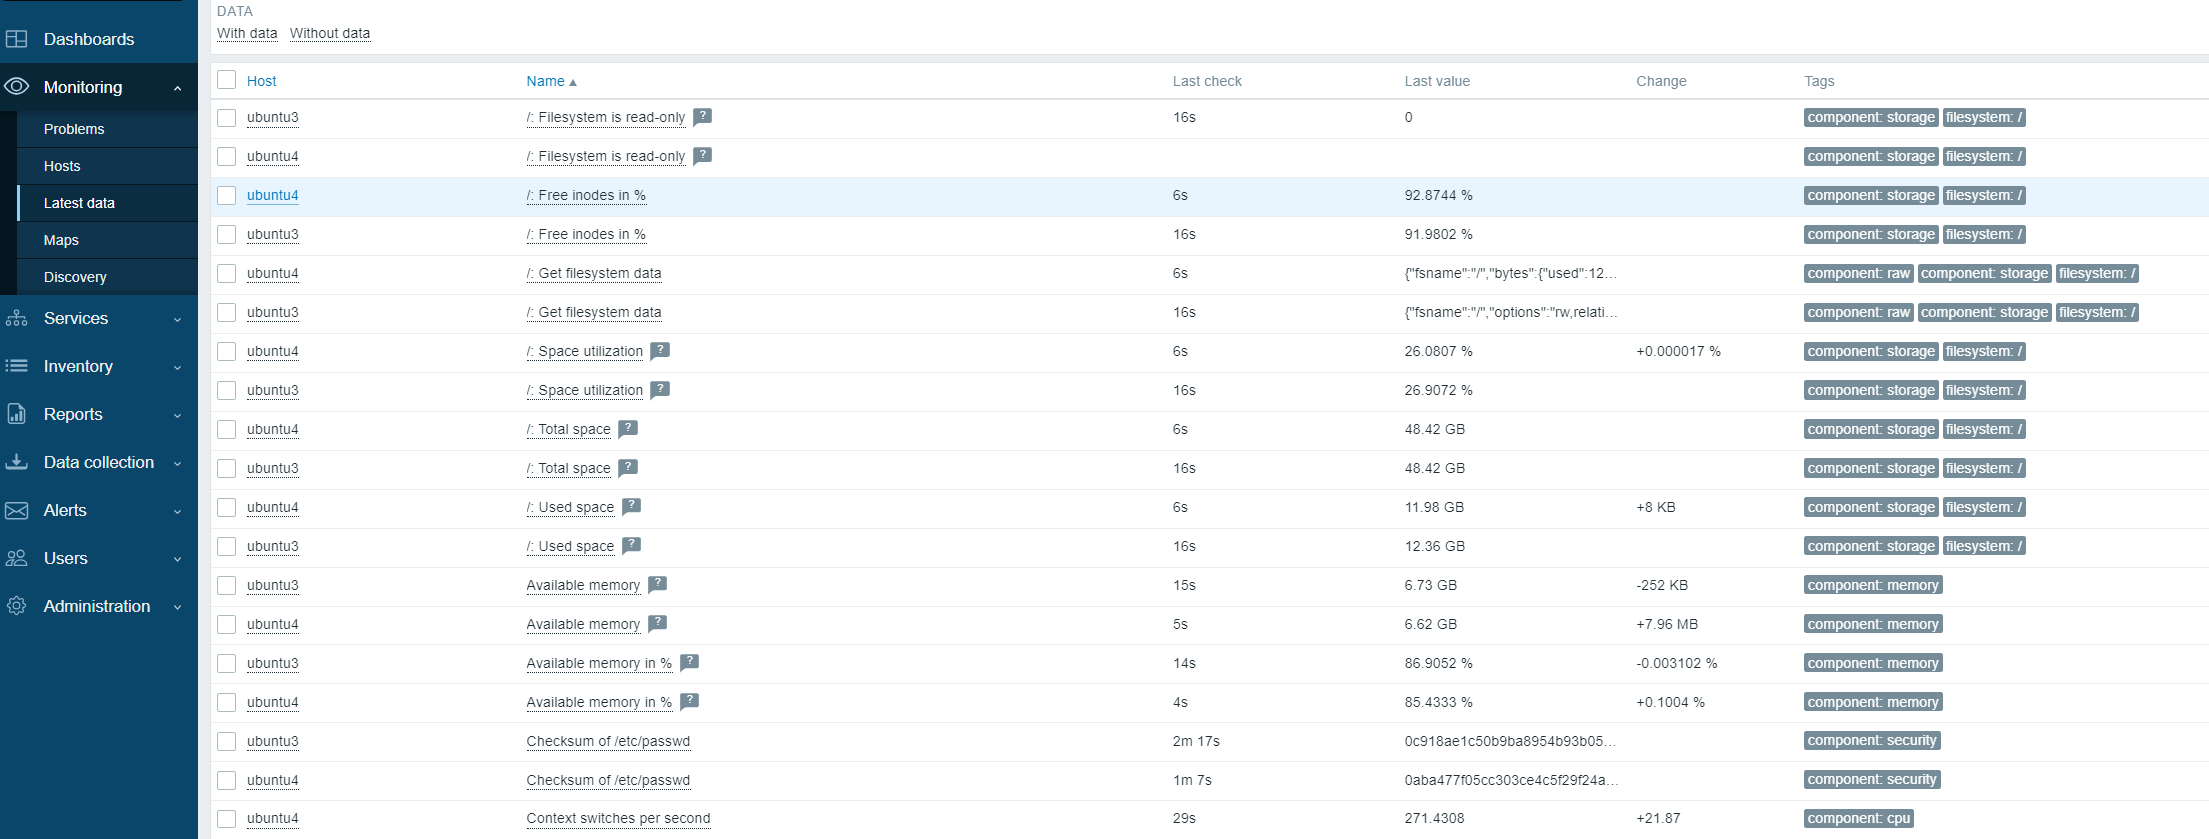 DATA
With data Without data
Dashboards
Monitoring
Problems
Hosts
Latest data
Maps
Discovery
Services
Inventory
Reports
Data collection
Alerts
Users
Administration
Host Name Last check Last value Change Tags
ubuntu3 /: Filesystem is read-only ? 16s 0 component: storage filesystem: /
ubuntu4 /: Filesystem is read-only ? component: storage filesystem: /
ubuntu4 /: Free inodes in % 6s 92.8744 % component: storage filesystem: /
ubuntu3 /: Free inodes in % 16s 91.9802 % component: storage filesystem: /
ubuntu4 /: Get filesystem data 6s {"fsname":"/","bytes":{"used":12... component: raw component: storage filesystem: /
ubuntu3 /: Get filesystem data 16s {"fsname":"/","options":"rw,relati... component: raw component: storage filesystem: /
ubuntu4 /: Space utilization ? 6s 26.0807 % +0.000017 % component: storage filesystem: /
ubuntu3 /: Space utilization ? 16s 26.9072 % component: storage filesystem: /
ubuntu4 /: Total space ? 6s 48.42 GB component: storage filesystem: /
ubuntu3 /: Total space ? 16s 48.42 GB component: storage filesystem: /
ubuntu4 /: Used space ? 6s 11.98 GB +8 KB component: storage filesystem: /
ubuntu3 /: Used space ? 16s 12.36 GB component: storage filesystem: /
ubuntu3 Available memory ? 15s 6.73 GB -252 KB component: memory
ubuntu4 Available memory ? 5s 6.62 GB +7.96 MB component: memory
ubuntu3 Available memory in % ? 14s 86.9052 % -0.003102 % component: memory
ubuntu4 Available memory in % ? 4s 85.4333 % +0.1004 % component: memory
ubuntu3 Checksum of /etc/passwd 2m 17s 0c918ae1c50b9ba8954b93b05... component: security
ubuntu4 Checksum of /etc/passwd 1m 7s 0aba477f05cc303ce4c5f29f24a... component: security
ubuntu4 Context switches per second 29s 271.4308 +21.87 component: cpu